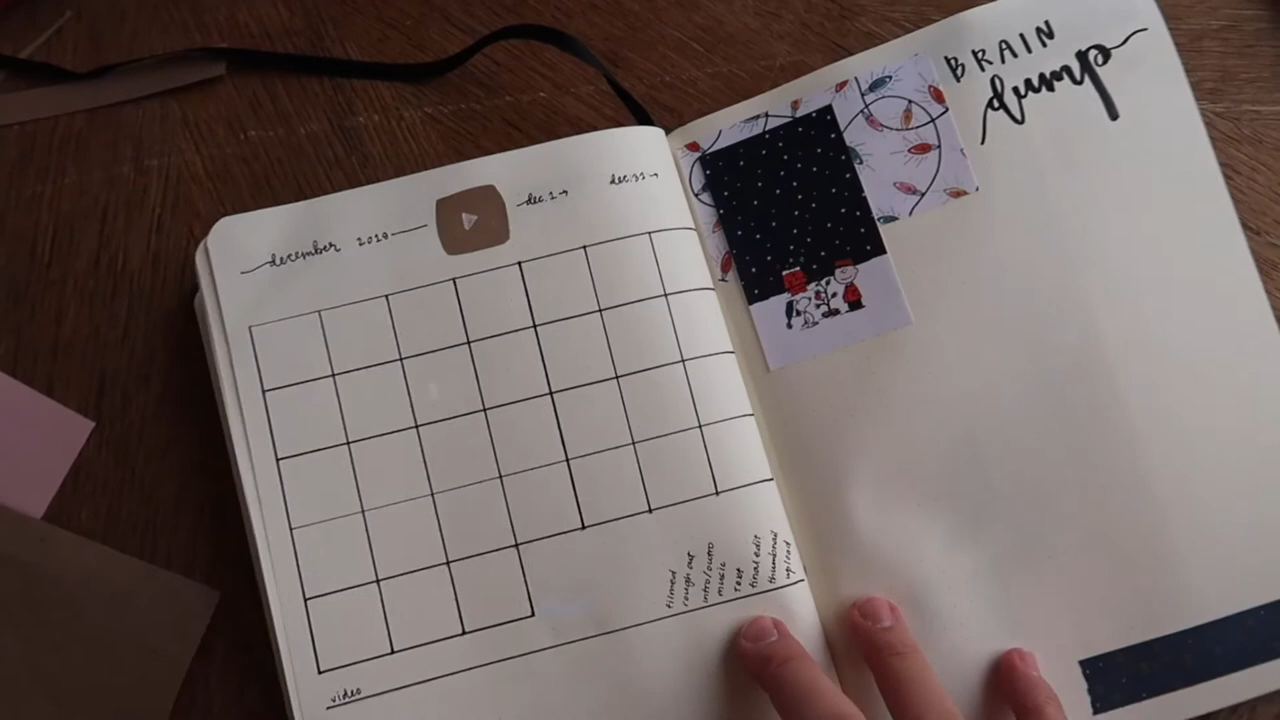 december 2019
dec.1
dec.31
filmed
rough cut
intro/outro
music
text
final edit
thumbnail
upload
video
BRAIN
dump